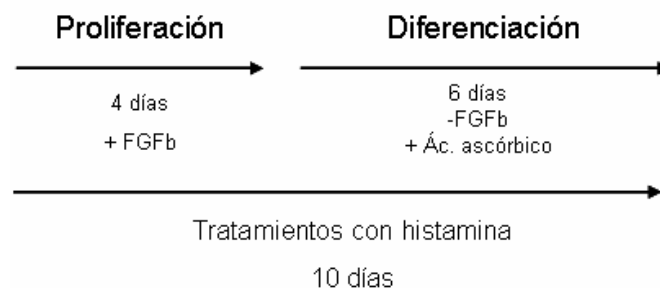 Proliferación
Diferenciación
4 días
+ FGFb
6 días
-FGFb
+ Ác. ascórbico
Tratamientos con histamina
10 días